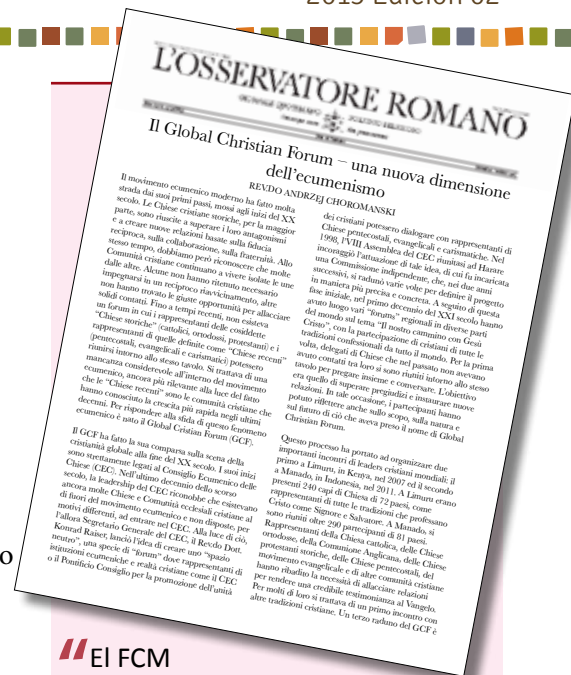 2015 Edición 02
L'OSSERVATORE ROMANO
Il Global Christian Forum – una nuova dimensione
dell'ecumenismo
REV.DO ANDRZEJ CHOROMANSKI
Il movimento ecumenico moderno ha fatto molta
strada dai suoi primi passi, mossi agli inizi del XX
secolo. Le Chiese cristiane storiche, per la maggior
parte, sono riuscite a superare i loro antagonismi
e a creare nuove relazioni basate sulla fiducia
reciproca, sulla collaborazione, sulla fraternità. Allo
stesso tempo, dobbiamo però riconoscere che molte
Comunità cristiane continuano a vivere isolate le une
dalle altre. Alcune non hanno ritenuto necessario
impegnarsi in un reciproco riavvicinamento, altre
non hanno trovato le giuste opportunità per allacciare
solidi contatti. Fino a tempi recenti, non esisteva
un forum in cui i rappresentanti delle cosiddette
"Chiese storiche" (cattolici, ortodossi, protestanti) e i
rappresentanti di quelle definite come "Chiese recenti"
(pentecostali, evangelicali e carismatici) potessero
riunirsi intorno allo stesso tavolo. Si trattava di una
mancanza considerevole all'interno del movimento
ecumenico, ancora più rilevante alla luce del fatto
che le "Chiese recenti" sono le comunità cristiane che
hanno conosciuto la crescita più rapida negli ultimi
decenni. Per rispondere alla sfida di questo fenomeno
ecumenico è nato il Global Christian Forum (GCF).
Il GCF ha fatto la sua comparsa sulla scena della
cristianità globale alla fine del XX secolo. I suoi inizi
sono strettamente legati al Consiglio Ecumenico delle
Chiese (CEC). Nell'ultimo decennio dello scorso
secolo, la leadership del CEC riconobbe che esistevano
ancora molte Chiese e Comunità ecclesiali cristiane al
di fuori del movimento ecumenico e non disposte, per
motivi differenti, ad entrare nel CEC. Alla luce di ciò,
l'allora Segretario Generale del CEC, il Rev.do Dott.
Konrad Raiser, lanciò l'idea di creare uno "spazio
neutro", una specie di "forum" dove rappresentanti di
istituzioni ecumeniche e realtà cristiane come il CEC
o il Pontificio Consiglio per la promozione dell'unità
dei cristiani potessero dialogare con rappresentanti di
Chiese pentecostali, evangelicali e carismatiche. Nel
1998, l'VIII Assemblea del CEC riunitasi ad Harare
incoraggiò l'attuazione di tale idea, di cui fu incaricata
una Commissione indipendente, che, nei due anni
successivi, si radunò varie volte per definire il progetto
in maniera più precisa e concreta. A seguito di questa
fase iniziale, nel primo decennio del XXI secolo hanno
avuto luogo vari "forums" regionali in diverse parti
del mondo sul tema "Il nostro cammino con Gesù
Cristo", con la partecipazione di cristiani di tutte le
tradizioni confessionali da tutto il mondo. Per la prima
volta, delegati di Chiese che nel passato non avevano
avuto contatti tra loro si sono riuniti intorno allo stesso
tavolo per pregare insieme e conversare. L'obiettivo
era quello di superare pregiudizi e instaurare nuove
relazioni. In tale occasione, i partecipanti hanno
potuto riflettere anche sullo scopo, sulla natura e
sul futuro di ciò che aveva preso il nome di Global
Christian Forum.
Questo processo ha portato ad organizzare due
importanti incontri di leaders cristiani mondiali: il
primo a Limuru, in Kenya, nel 2007 ed il secondo
a Manado, in Indonesia, nel 2011. A Limuru erano
presenti 240 capi di Chiesa di 72 paesi, come
rappresentanti di tutte le tradizioni che professano
Cristo come Signore e Salvatore. A Manado, si
sono riuniti oltre 290 partecipanti di 81 paesi.
Rappresentanti della Chiesa cattolica, delle Chiese
ortodosse, della Comunione Anglicana, delle Chiese
protestanti storiche, delle Chiese pentecostali, del
movimento evangelicale e di altre comunità cristiane
hanno ribadito la necessità di allacciare relazioni
per rendere una credibile testimonianza al Vangelo.
Per molti di loro si trattava di un primo incontro con
altre tradizioni cristiane. Un terzo raduno del GCF è
o
"El FCM